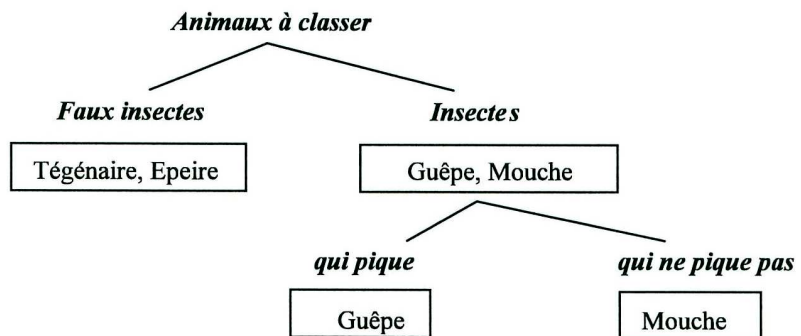 Animaux à classer
Faux insectes
Insectes
Tégénaire, Epeire
Guêpe, Mouche
qui pique
qui ne pique pas
Guêpe
Mouche